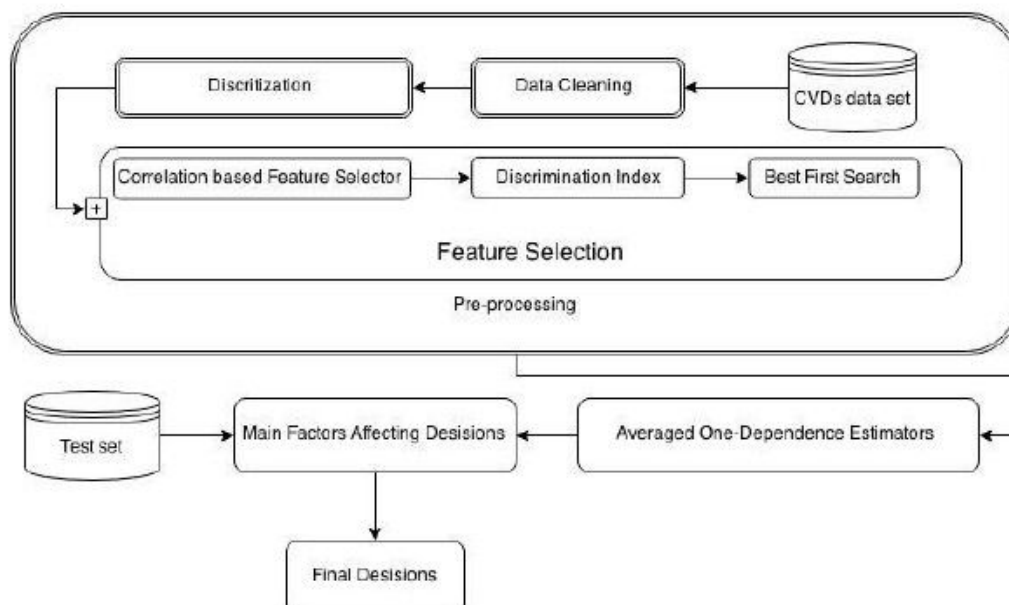 Discritization
Data Cleaning
CVDs data set
Correlation based Feature Selector
Discrimination Index
Best First Search
+
Feature Selection
Pre-processing
Test set
Main Factors Affecting Desisions
Averaged One-Dependence Estimators
Final Desisions